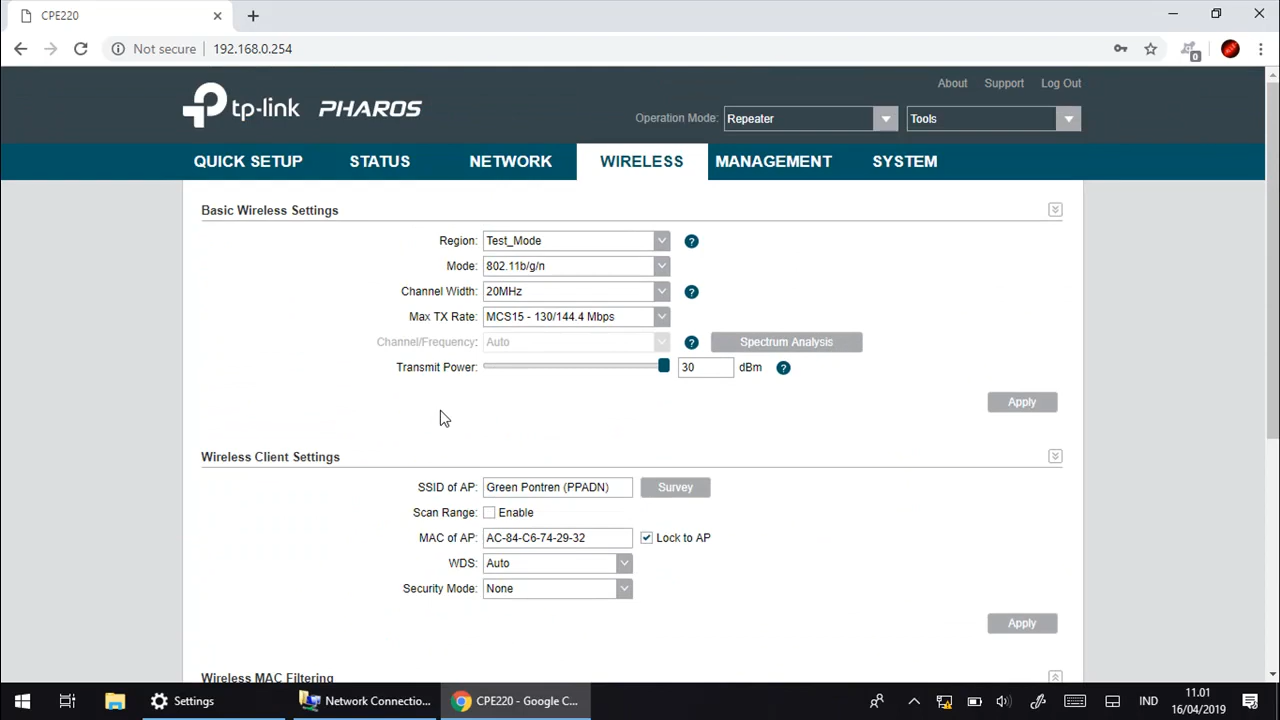 CPE220
Not secure
192.168.0.254
0
About
Support
Log Out
tp-link PHAROS
Operation Mode:
Repeater
Tools
QUICK SETUP
STATUS
NETWORK
WIRELESS
MANAGEMENT
SYSTEM
Basic Wireless Settings
Region: Test_Mode ?
Mode: 802.11b/g/n
Channel Width: 20MHz ?
Max TX Rate: MCS15 - 130/144.4 Mbps
Channel/Frequency: Auto ? Spectrum Analysis
Transmit Power: 30 dBm ?
Apply
Wireless Client Settings
SSID of AP: Green Pontren (PPADN) Survey
Scan Range: Enable
MAC of AP: AC-84-C6-74-29-32 Lock to AP
WDS: Auto
Security Mode: None
Apply
Wireless MAC Filtering
Settings
Network Connectio...
CPE220 - Google C...
IND
11.01
16/04/2019